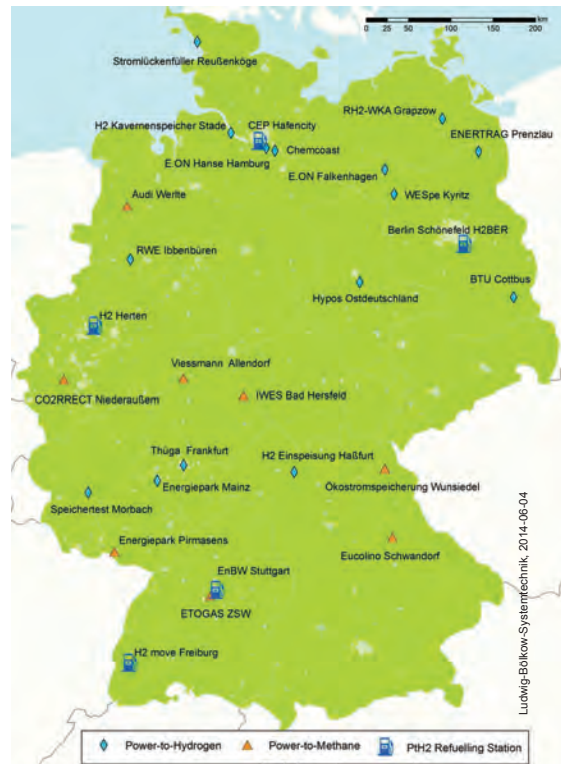 km
0 25 50 100 150 200
Stromlückenfüller Reußenköge
RH2-WKA Grapzow
H2 Kavernenspeicher Stade
CEP Hafencity
ENERTRAG Prenzlau
Chemcoast
E.ON Hanse Hamburg
E.ON Falkenhagen
Audi Werlte
WESpe Kyritz
Berlin Schönefeld H2BER
RWE Ibbenbüren
BTU Cottbus
Hypos Ostdeutschland
H2 Herten
Viessmann Allendorf
CO2RRECT Niederaußem
IWES Bad Hersfeld
Thüga Frankfurt
H2 Einspeisung Haßfurt
Energiepark Mainz
Ökostromspeicherung Wunsiedel
Speichertest Morbach
Energiepark Pirmasens
Eucolino Schwandorf
EnBW Stuttgart
ETOGAS ZSW
H2 move Freiburg
Ludwig-Bölkow-Systemtechnik, 2014-06-04
Power-to-Hydrogen
Power-to-Methane
PtH2 Refuelling Station